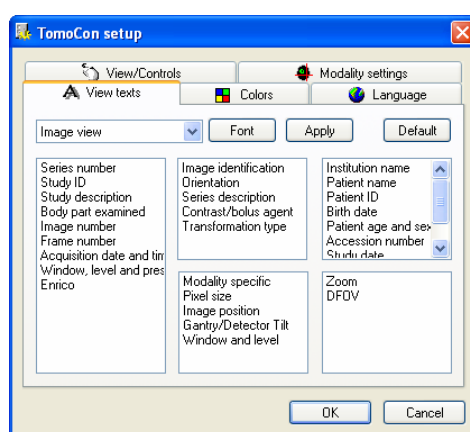 TomoCon setup
View/Controls
Modality settings
View texts
Colors
Language
Image view
Font
Apply
Default
Series number
Study ID
Study description
Body part examined
Image number
Frame number
Acquisition date and tim
Window, level and pres
Enrico
Image identification
Orientation
Series description
Contrast/bolus agent
Transformation type
Institution name
Patient name
Patient ID
Birth date
Patient age and sex
Accession number
Study date
Modality specific
Pixel size
Image position
Gantry/Detector Tilt
Window and level
Zoom
DFOV
OK
Cancel